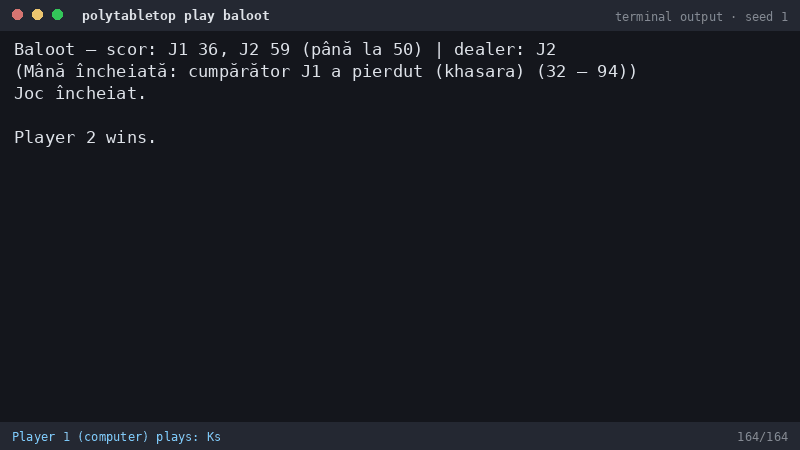 polytabletop play baloot
terminal output · seed 1
Baloot — scor: J1 36, J2 59 (până la 50) | dealer: J2
(Mână încheiată: cumpărător J1 a pierdut (khasara) (32 — 94))
Joc încheiat.
Player 2 wins.
Player 1 (computer) plays: Ks
164/164